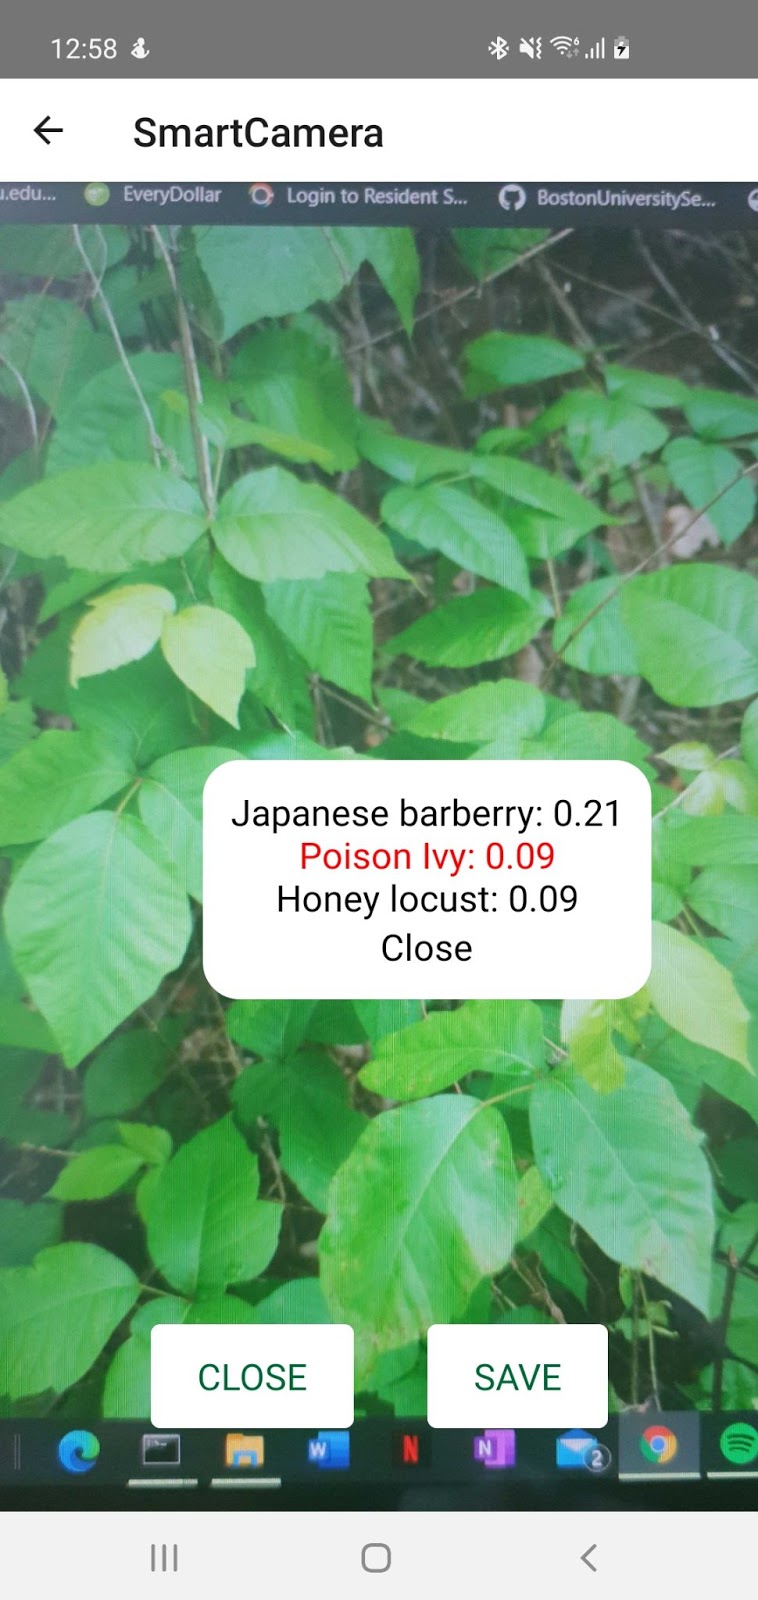 12:58
SmartCamera
u.edu...
EveryDollar
Login to Resident S...
BostonUniversitySe...
Japanese barberry: 0.21
Poison Ivy: 0.09
Honey locust: 0.09
Close
CLOSE
SAVE
W
N
N
2